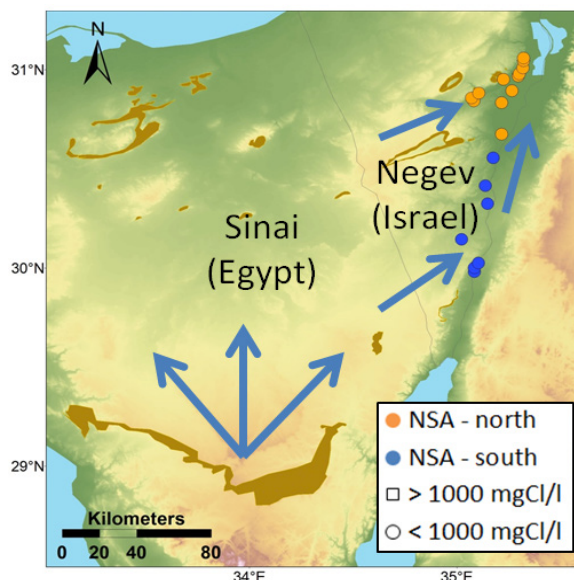 31°N
30°N
29°N
Negev
(Israel)
Sinai
(Egypt)
NSA - north
NSA - south
> 1000 mgCl/l
< 1000 mgCl/l
Kilometers
0 20 40 80
34°E 35°E